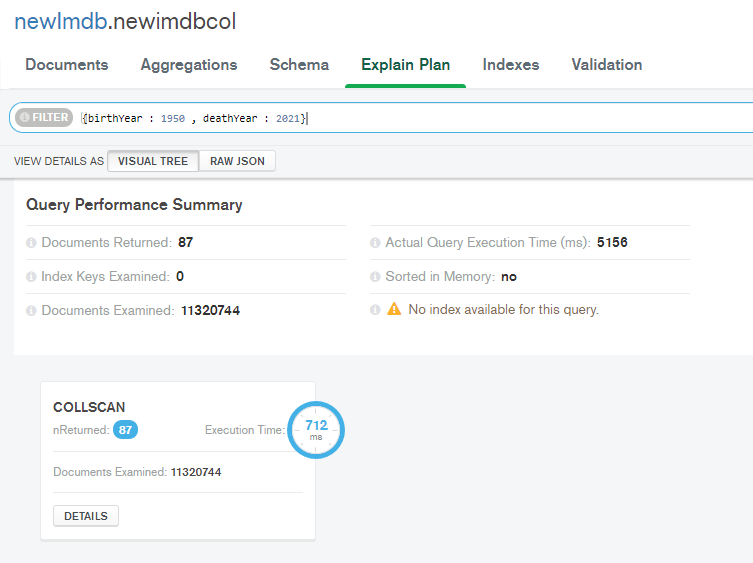 newImdb.newimdbcol
Documents Aggregations Schema Explain Plan Indexes Validation
FILTER {birthYear : 1950 , deathYear : 2021}
VIEW DETAILS AS VISUAL TREE RAW JSON
Query Performance Summary
Documents Returned: 87 Actual Query Execution Time (ms): 5156
Index Keys Examined: 0 Sorted in Memory: no
Documents Examined: 11320744 No index available for this query.
COLLSCAN
nReturned: 87 Execution Time: 712 ms
Documents Examined: 11320744
DETAILS